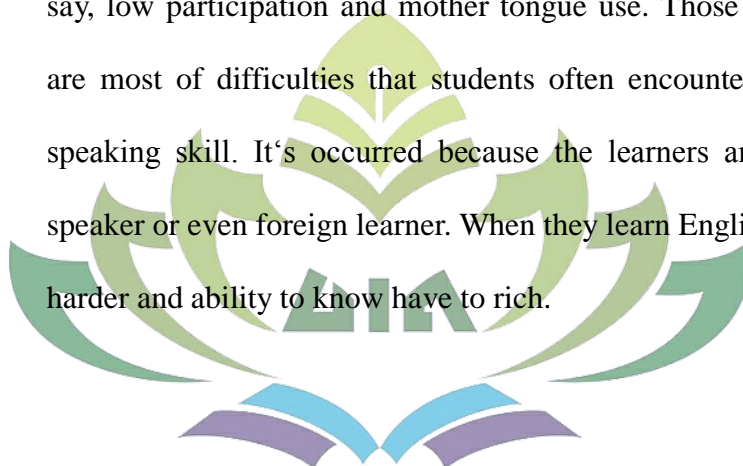 say, low participation and mother tongue use. Those
are most of difficulties that students often encounte
speaking skill. It‘s occurred because the learners a
speaker or even foreign learner. When they learn Engli
harder and ability to know have to rich.